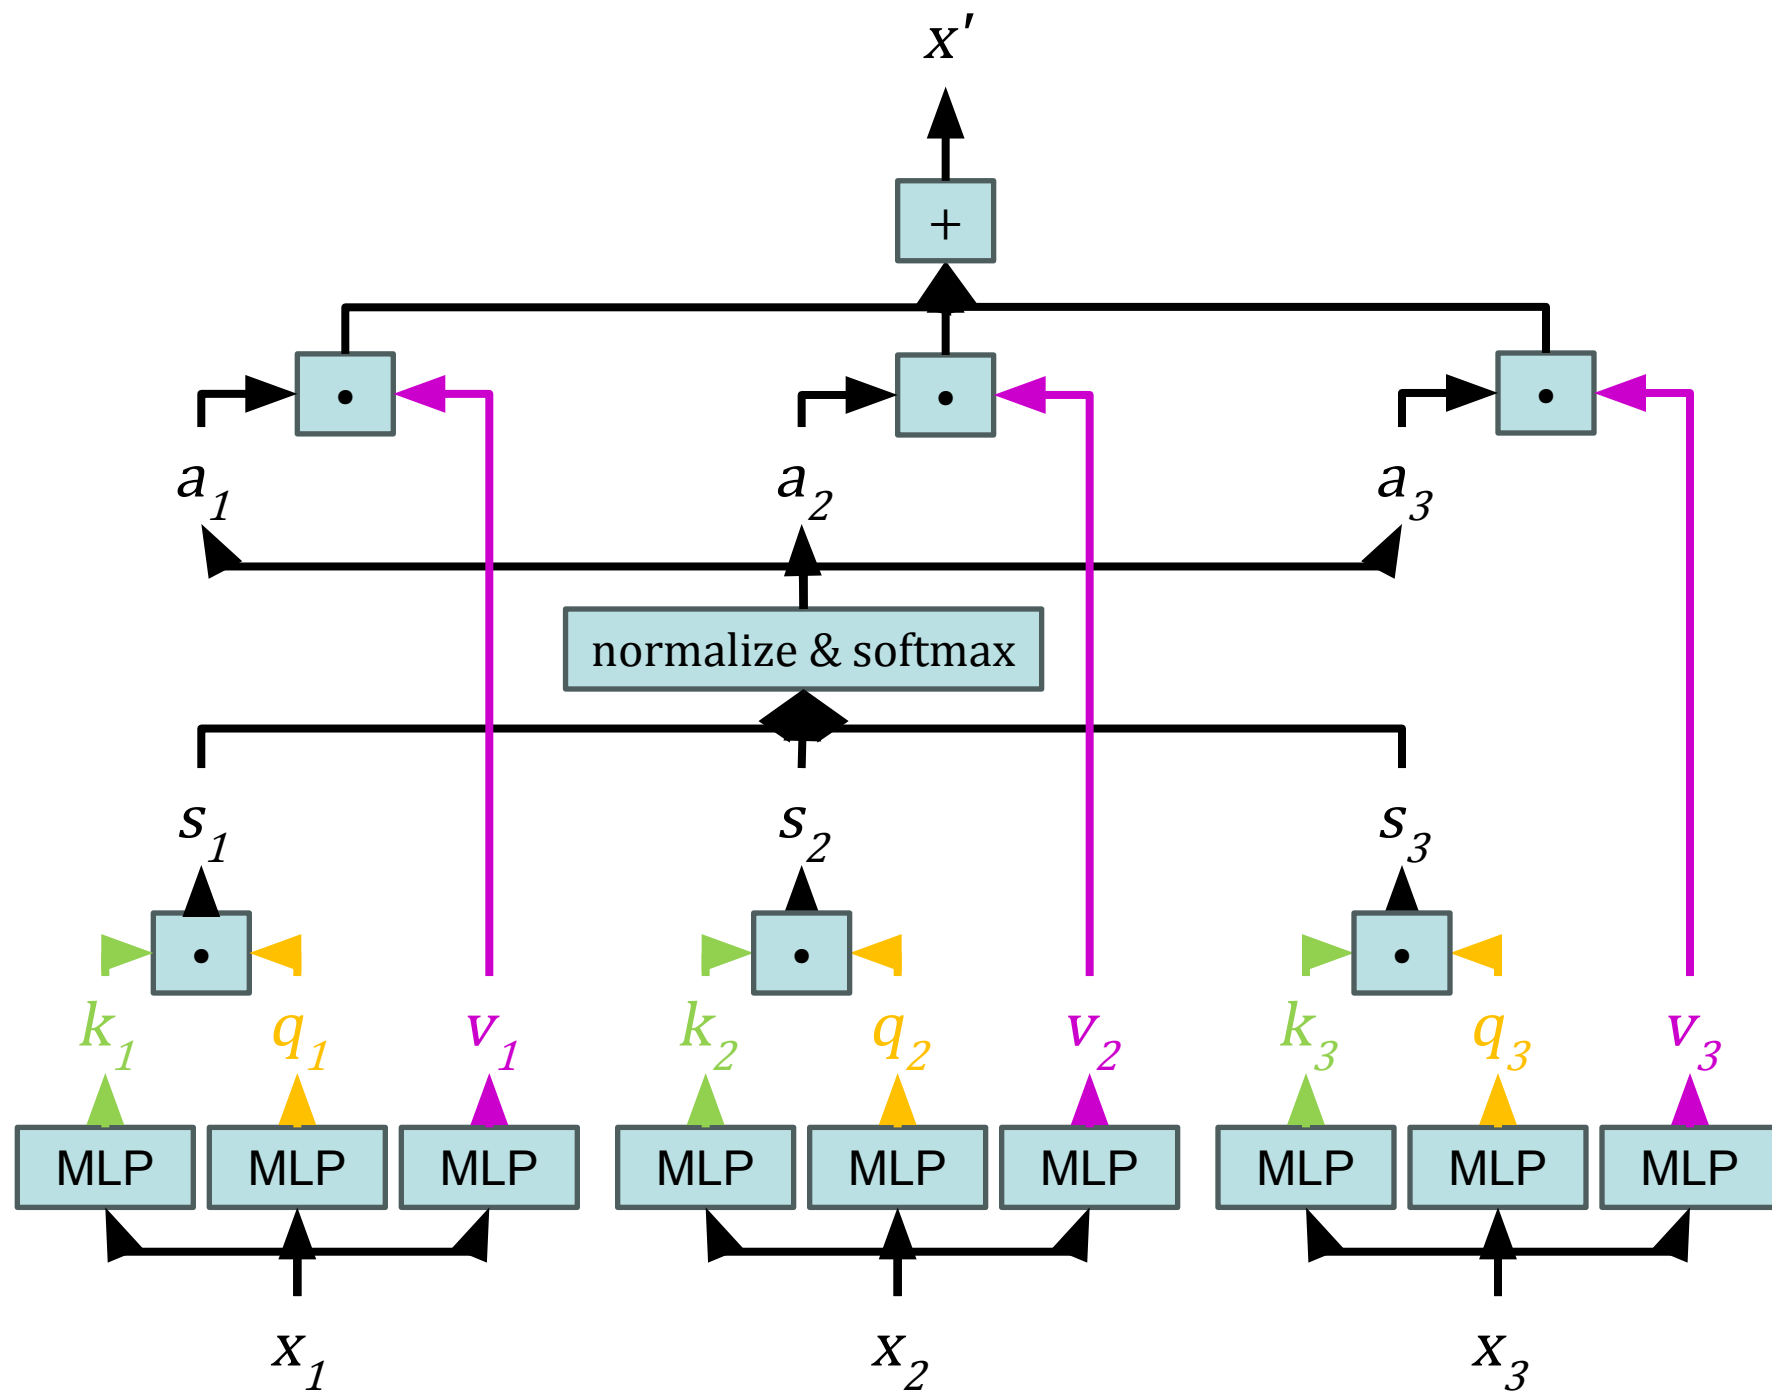 x'
+
• • •
a1 a2 a3
normalize & softmax
s1 s2 s3
• • •
k1 q1 v1 k2 q2 v2 k3 q3 v3
MLP MLP MLP MLP MLP MLP MLP MLP MLP
x1 x2 x3